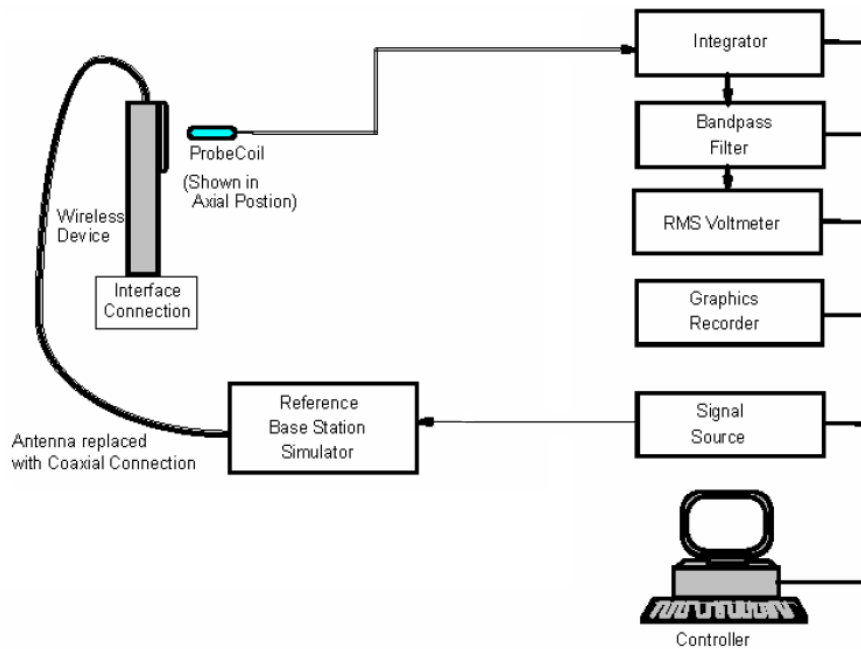 Integrator
Bandpass
Filter
RMS Voltmeter
Graphics
Recorder
Signal
Source
Controller
ProbeCoil
(Shown in
Axial Postion)
Wireless
Device
Interface
Connection
Reference
Base Station
Simulator
Antenna replaced
with Coaxial Connection